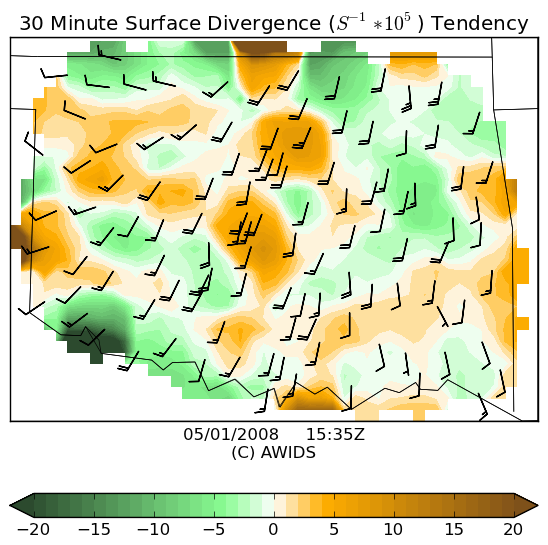 30 Minute Surface Divergence (S⁻¹ *10⁵ ) Tendency
05/01/2008 15:35Z
(C) AWIDS
−20 −15 −10 −5 0 5 10 15 20